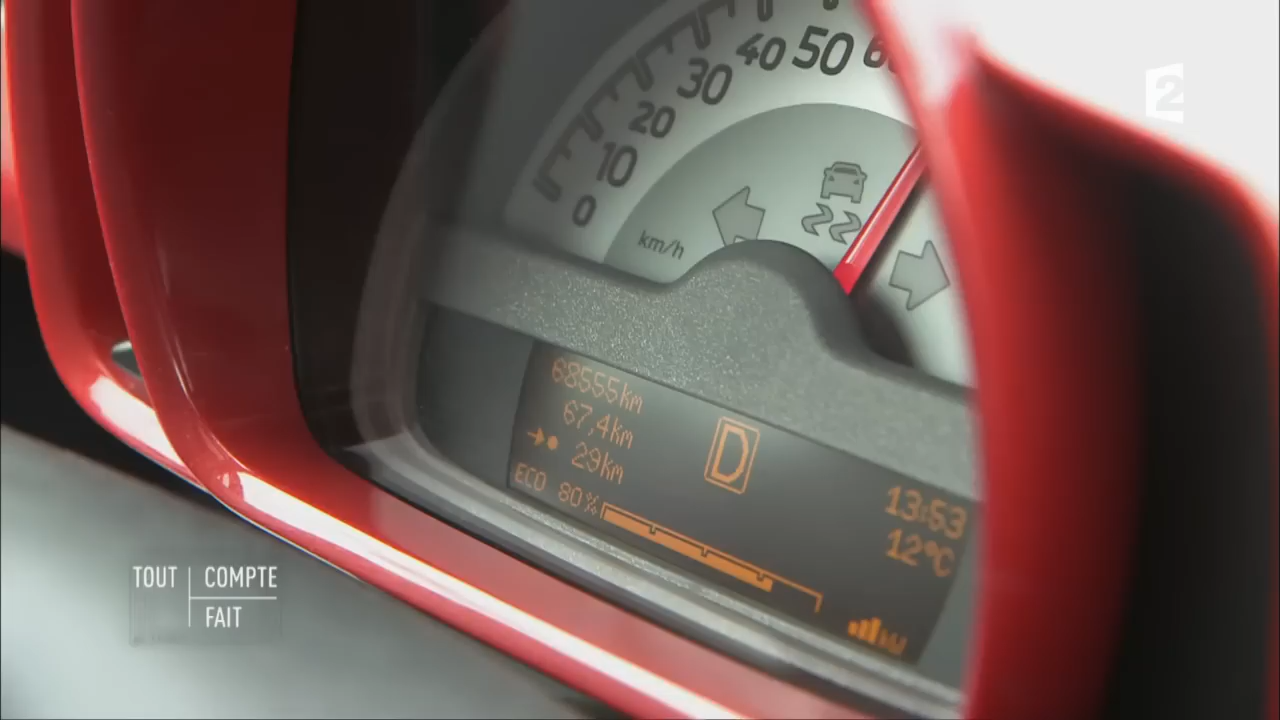 0
10
20
30
40
50
km/h
68555km
67,4km
29km
ECO 80%
D
13:53
12°C
2
TOUT COMPTE
FAIT